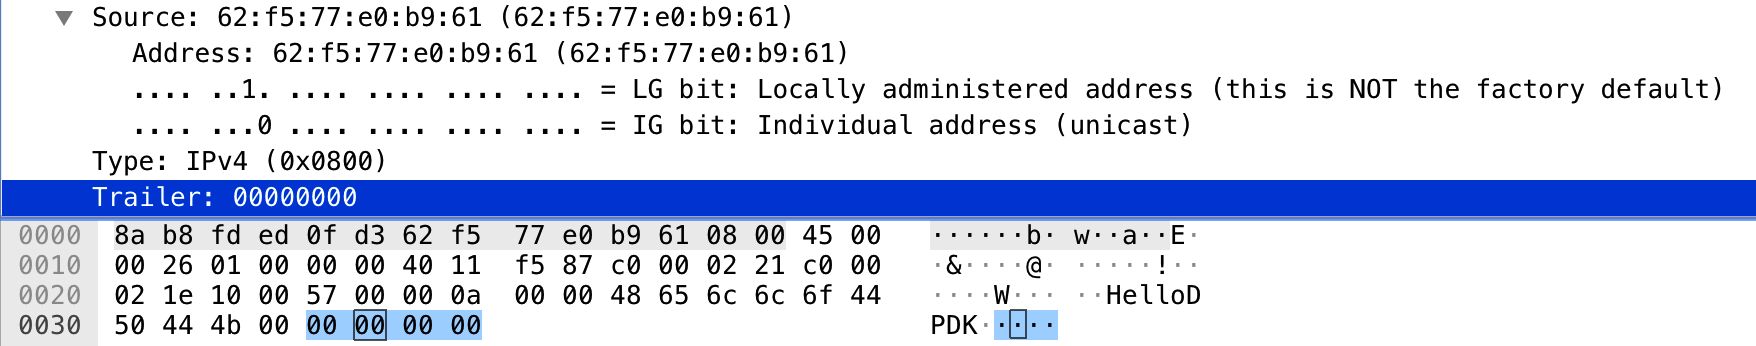 ▼ Source: 62:f5:77:e0:b9:61 (62:f5:77:e0:b9:61)
Address: 62:f5:77:e0:b9:61 (62:f5:77:e0:b9:61)
.... ..1. .... .... .... .... = LG bit: Locally administered address (this is NOT the factory default)
.... ...0 .... .... .... .... = IG bit: Individual address (unicast)
Type: IPv4 (0x0800)
Trailer: 00000000
0000 8a b8 fd ed 0f d3 62 f5 77 e0 b9 61 08 00 45 00 ······b· w··a··E·
0010 00 26 01 00 00 00 40 11 f5 87 c0 00 02 21 c0 00 ·&····@· ·····!··
0020 02 1e 10 00 57 00 00 0a 00 00 48 65 6c 6c 6f 44 ····W··· ··HelloD
0030 50 44 4b 00 00 00 00 00 PDK·····